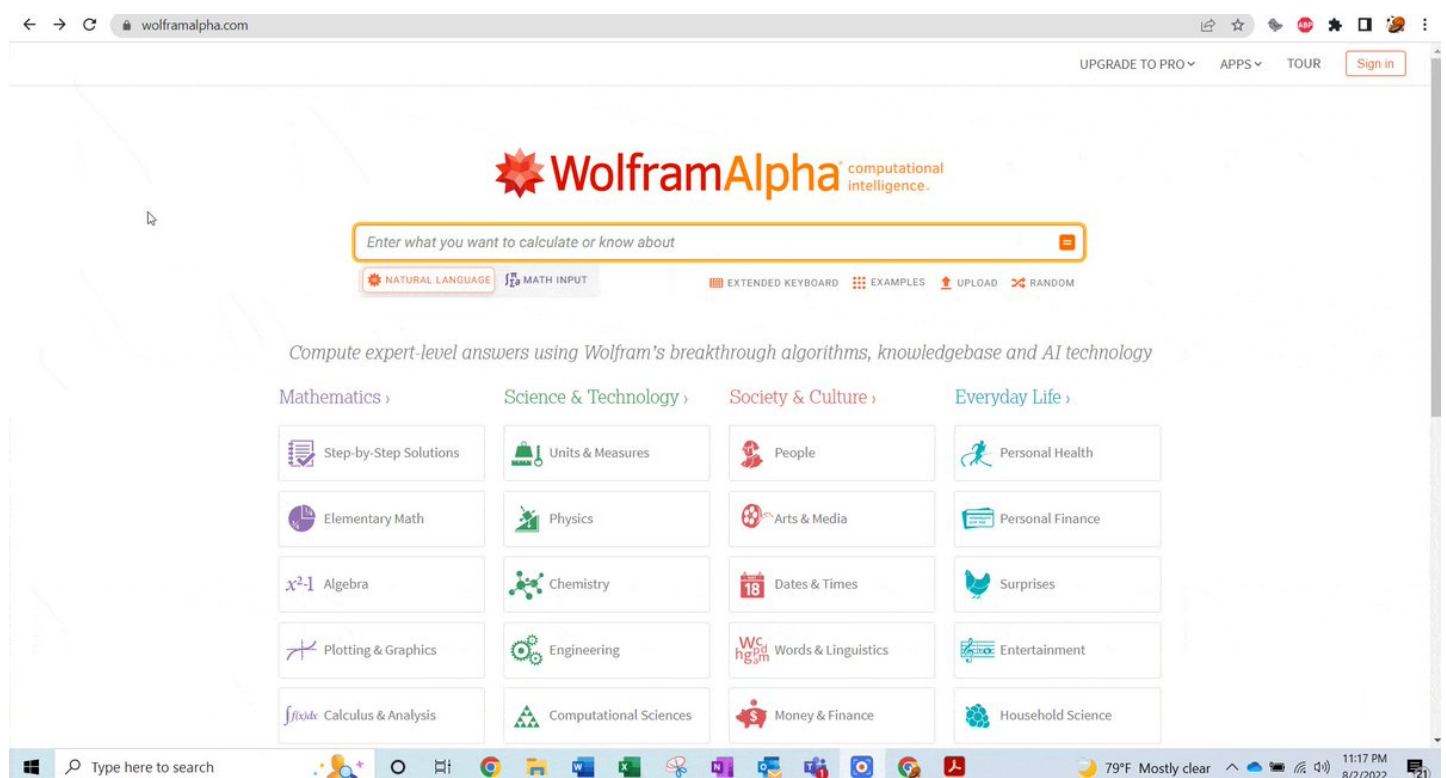 wolframalpha.com
ABP
UPGRADE TO PRO APPS TOUR Sign in
WolframAlpha computational
intelligence.
Enter what you want to calculate or know about
NATURAL LANGUAGE MATH INPUT EXTENDED KEYBOARD EXAMPLES UPLOAD RANDOM
Compute expert-level answers using Wolfram's breakthrough algorithms, knowledgebase and AI technology
Mathematics › Science & Technology › Society & Culture › Everyday Life ›
Step-by-Step Solutions Units & Measures People Personal Health
Elementary Math Physics Arts & Media Personal Finance
x²-1 Algebra Chemistry 18 Dates & Times Surprises
Plotting & Graphics Engineering Words & Linguistics Entertainment
∫f(x)dx Calculus & Analysis Computational Sciences Money & Finance Household Science
Type here to search 79°F Mostly clear 11:17 PM